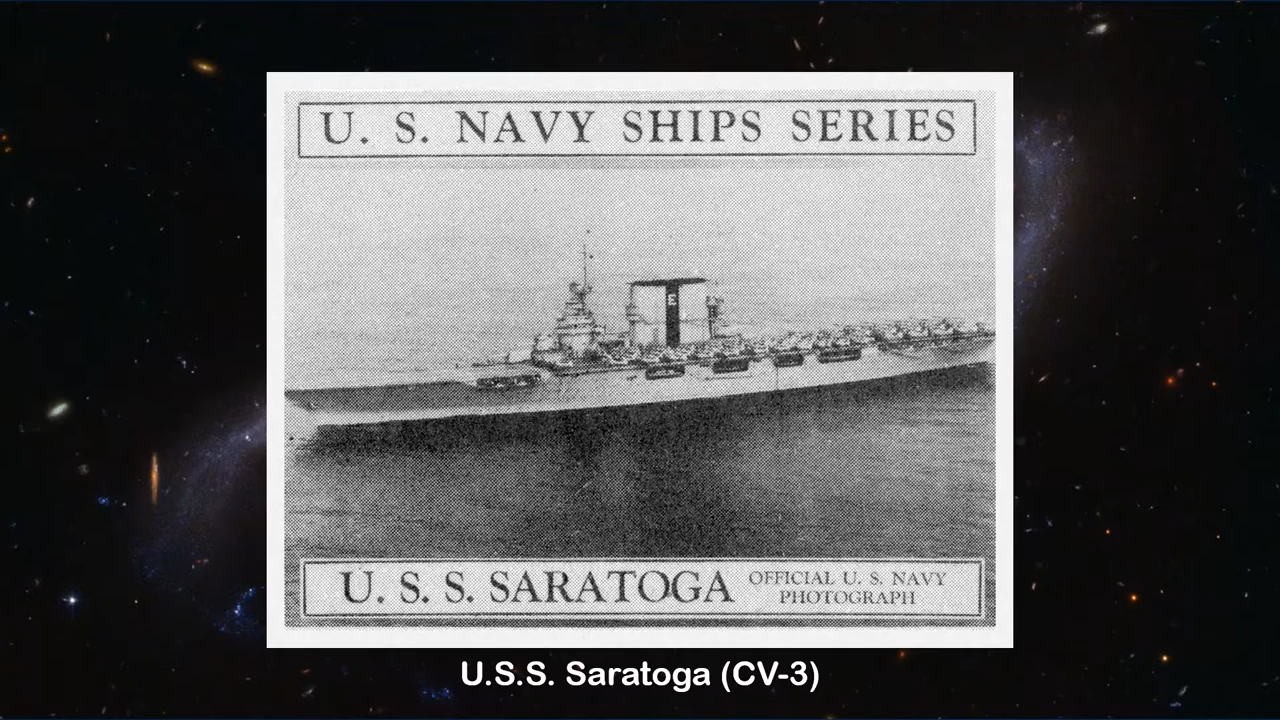 U. S. NAVY SHIPS SERIES
E
U. S. S. SARATOGA
OFFICIAL U. S. NAVY
PHOTOGRAPH
U.S.S. Saratoga (CV-3)